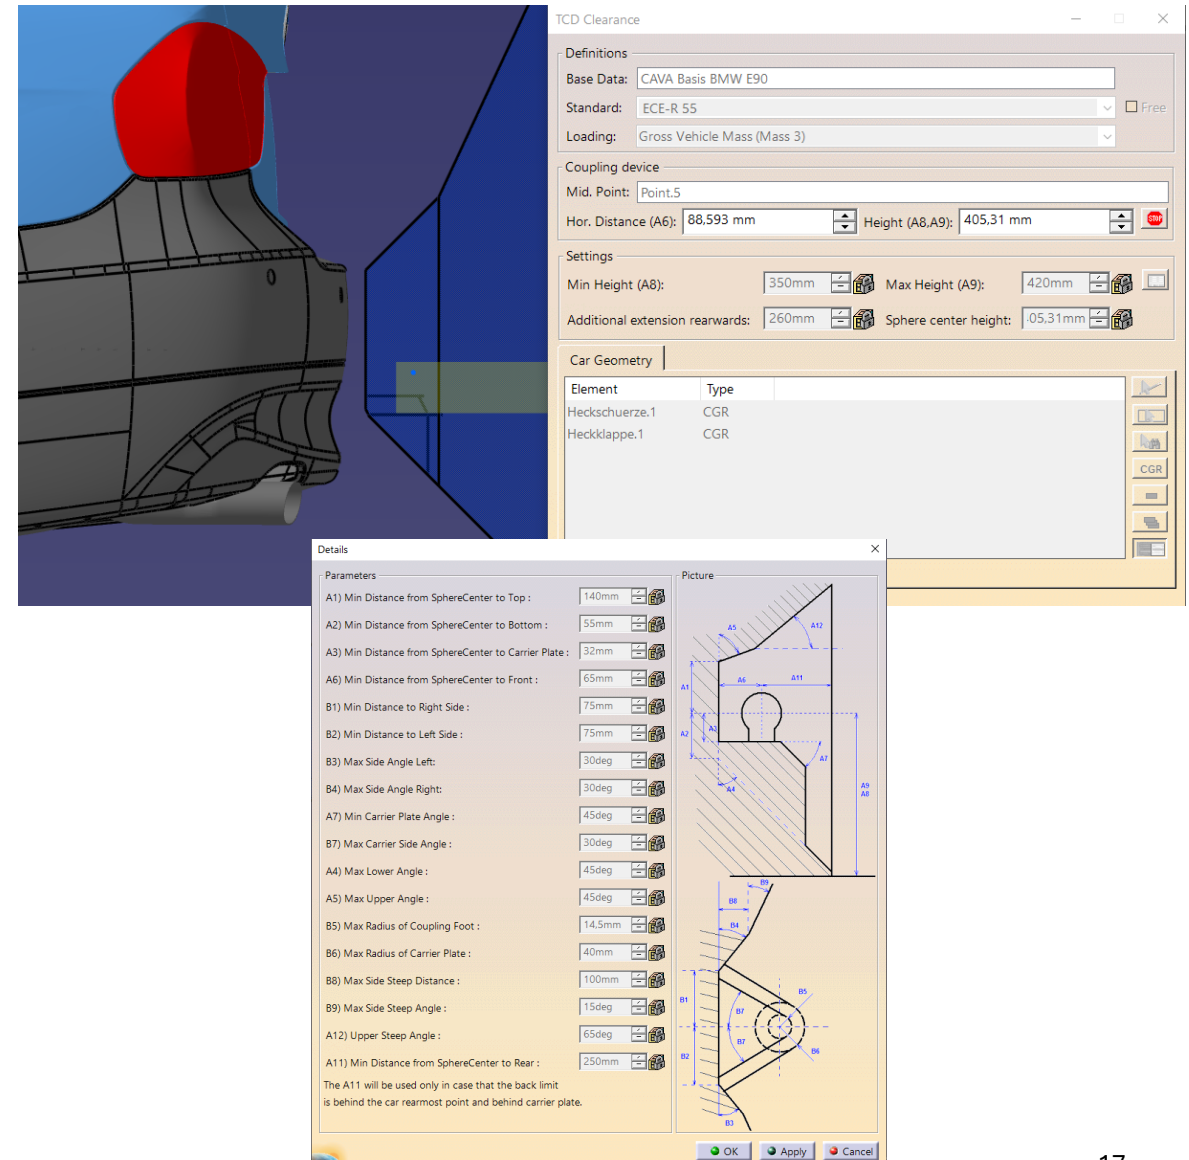 TCD Clearance
Definitions
Base Data: CAVA Basis BMW E90
Standard: ECE-R 55 Free
Loading: Gross Vehicle Mass (Mass 3)
Coupling device
Mid. Point: Point.5
Hor. Distance (A6): 88,593 mm Height (A8,A9): 405,31 mm STOP
Settings
Min Height (A8): 350mm Max Height (A9): 420mm
Additional extension rearwards: 260mm Sphere center height: 05,31mm
Car Geometry
Element Type
Heckschuerze.1 CGR
Heckklappe.1 CGR
CGR
Details
Parameters
A1) Min Distance from SphereCenter to Top : 140mm
A2) Min Distance from SphereCenter to Bottom : 55mm
A3) Min Distance from SphereCenter to Carrier Plate : 32mm
A6) Min Distance from SphereCenter to Front : 65mm
B1) Min Distance to Right Side : 75mm
B2) Min Distance to Left Side : 75mm
B3) Max Side Angle Left: 30deg
B4) Max Side Angle Right: 30deg
A7) Min Carrier Plate Angle : 45deg
B7) Max Carrier Side Angle : 30deg
A4) Max Lower Angle : 45deg
A5) Max Upper Angle : 45deg
B5) Max Radius of Coupling Foot : 14,5mm
B6) Max Radius of Carrier Plate : 40mm
B8) Max Side Steep Distance : 100mm
B9) Max Side Steep Angle : 15deg
A12) Upper Steep Angle : 65deg
A11) Min Distance from SphereCenter to Rear : 250mm
The A11 will be used only in case that the back limit
is behind the car rearmost point and behind carrier plate.
Picture
A5 A12
A1 A6 A11
A2 A3
A7
A4 A9
A8
B9
B8
B4
B1 B7 B5
B2 B7 B6
B3
OK Apply Cancel
17